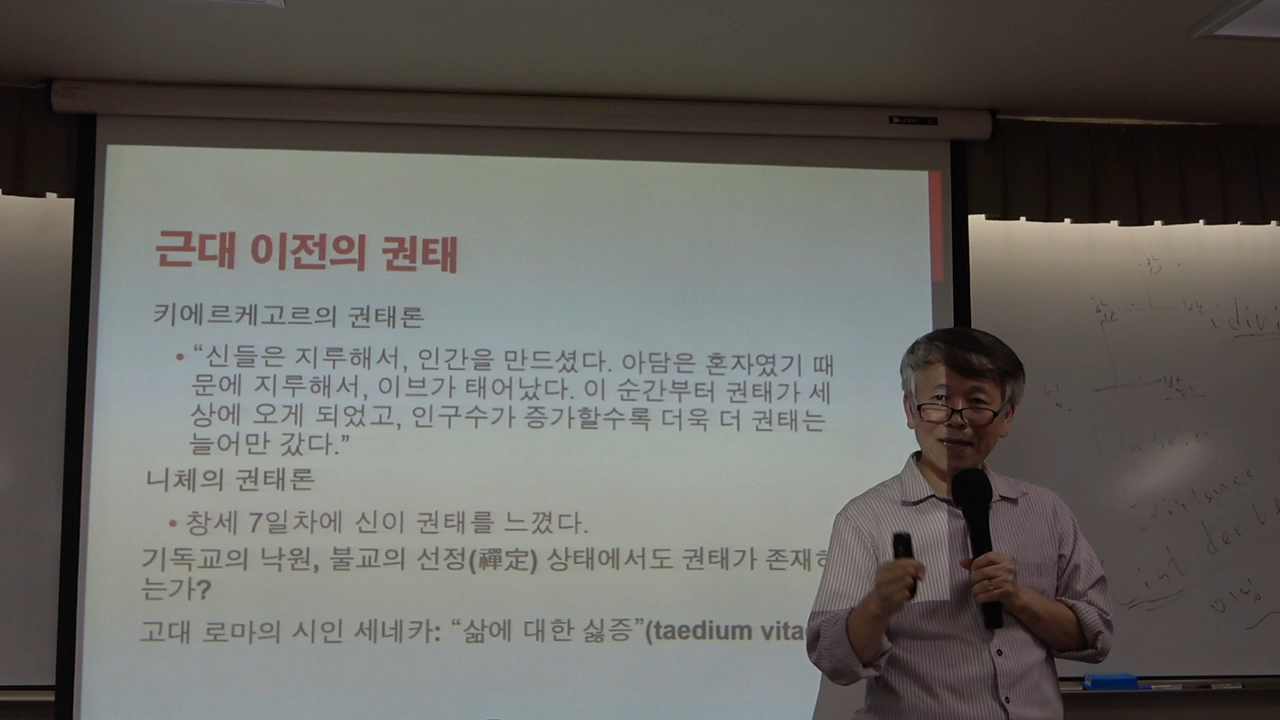 근대 이전의 권태
키에르케고르의 권태론
• “신들은 지루해서, 인간을 만드셨다. 아담은 혼자였기 때
문에 지루해서, 이브가 태어났다. 이 순간부터 권태가 세
상에 오게 되었고, 인구수가 증가할수록 더욱 더 권태는
늘어만 갔다.”
니체의 권태론
• 창세 7일차에 신이 권태를 느꼈다.
기독교의 낙원, 불교의 선정(禪定) 상태에서도 권태가 존재하
는가?
고대 로마의 시인 세네카: “삶에 대한 싫증”(taedium vitae
idivi
Existence
ist der